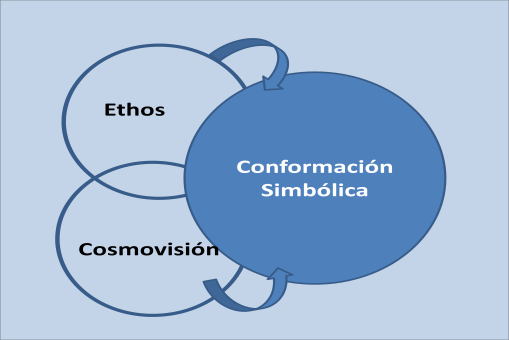 Ethos
Conformación
Simbólica
Cosmovisión